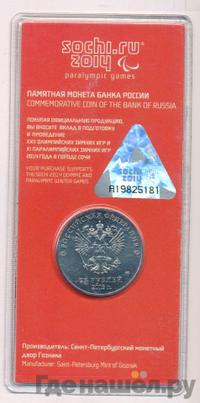 sochi.ru
2014
paralympic games
ПАМЯТНАЯ МОНЕТА БАНКА РОССИИ
COMMEMORATIVE COIN OF THE BANK OF RUSSIA
ПОКУПАЯ ОФИЦИАЛЬНУЮ ПРОДУКЦИЮ,
ВЫ ВНОСИТЕ ВКЛАД В ПОДГОТОВКУ
И ПРОВЕДЕНИЕ
XXII ОЛИМПИЙСКИХ ЗИМНИХ ИГР И
XI ПАРАЛИМПИЙСКИХ ЗИМНИХ ИГР
2014 ГОДА В ГОРОДЕ СОЧИ
YOUR PURCHASE SUPPORTS
THE SOCHI 2014 OLYMPIC AND
PARALYMPIC WINTER GAMES
A19825181
РОССИЙСКАЯ ФЕДЕРАЦИЯ
25 РУБЛЕЙ
Производитель: Санкт-Петербургский монетный
двор Гознака
Manufacturer: Saint-Petersburg Mint of Goznak
ГдеНашел.ру